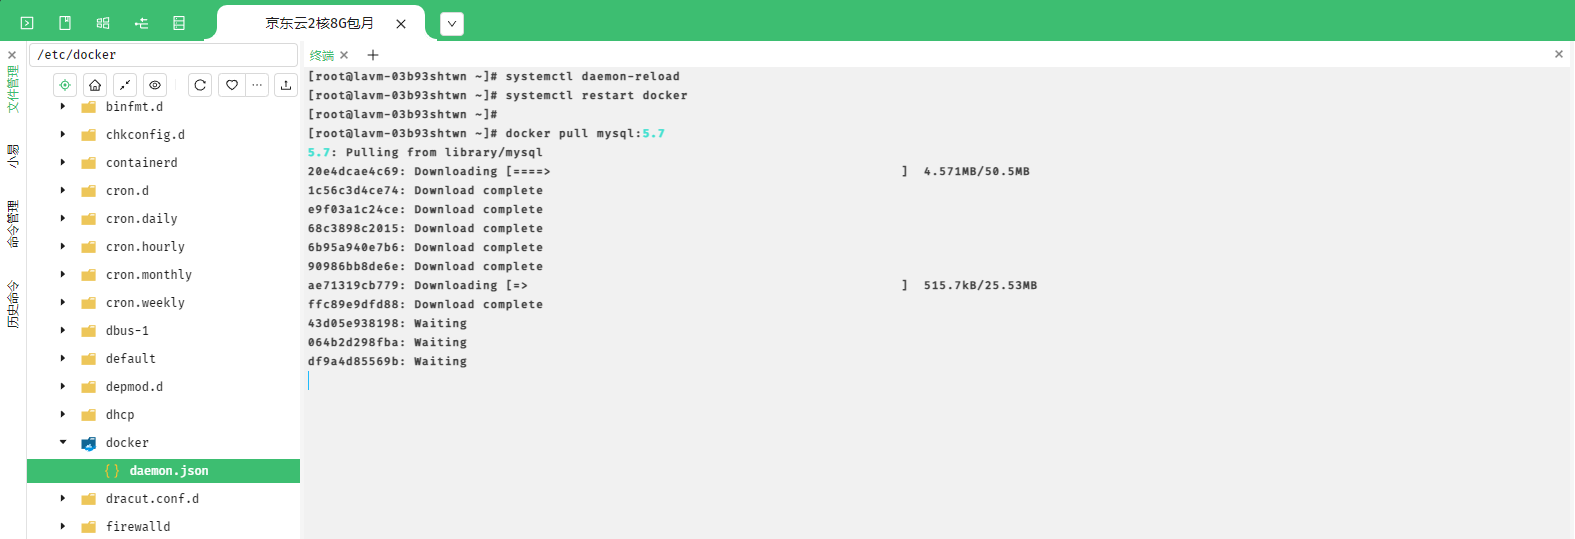 京东云2核8G包月
/etc/docker
文件管理
小易
命令管理
历史命令
binfmt.d
chkconfig.d
containerd
cron.d
cron.daily
cron.hourly
cron.monthly
cron.weekly
dbus-1
default
depmod.d
dhcp
docker
{ } daemon.json
dracut.conf.d
firewalld
终端
[root@lavm-03b93shtwn ~]# systemctl daemon-reload
[root@lavm-03b93shtwn ~]# systemctl restart docker
[root@lavm-03b93shtwn ~]#
[root@lavm-03b93shtwn ~]# docker pull mysql:5.7
5.7: Pulling from library/mysql
20e4dcae4c69: Downloading [====> ] 4.571MB/50.5MB
1c56c3d4ce74: Download complete
e9f03a1c24ce: Download complete
68c3898c2015: Download complete
6b95a940e7b6: Download complete
90986bb8de6e: Download complete
ae71319cb779: Downloading [=> ] 515.7kB/25.53MB
ffc89e9dfd88: Download complete
43d05e938198: Waiting
064b2d298fba: Waiting
df9a4d85569b: Waiting